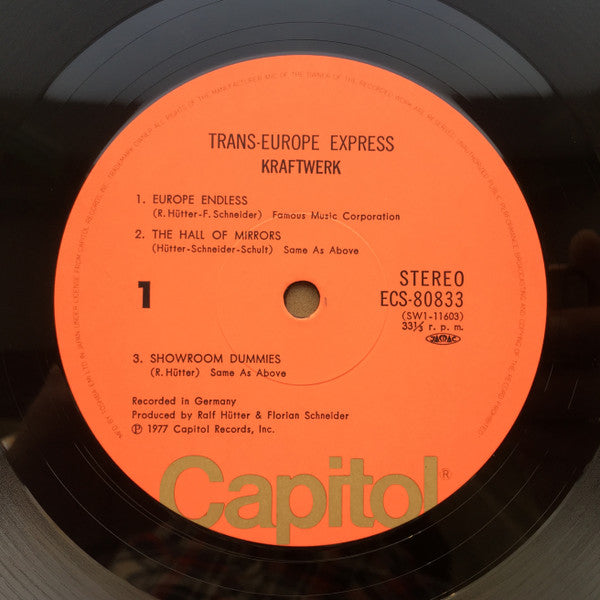 TRANS-EUROPE EXPRESS
KRAFTWERK
1. EUROPE ENDLESS
(R. Hütter-F. Schneider) Famous Music Corporation
2. THE HALL OF MIRRORS
(Hütter-Schneider-Schult) Same As Above
1
STEREO
ECS-80833
(SW1-11603)
33⅓ r. p. m.
3. SHOWROOM DUMMIES
(R. Hütter) Same As Above
Recorded in Germany
Produced by Ralf Hütter & Florian Schneider
Ⓟ 1977 Capitol Records, Inc.
Capitol®